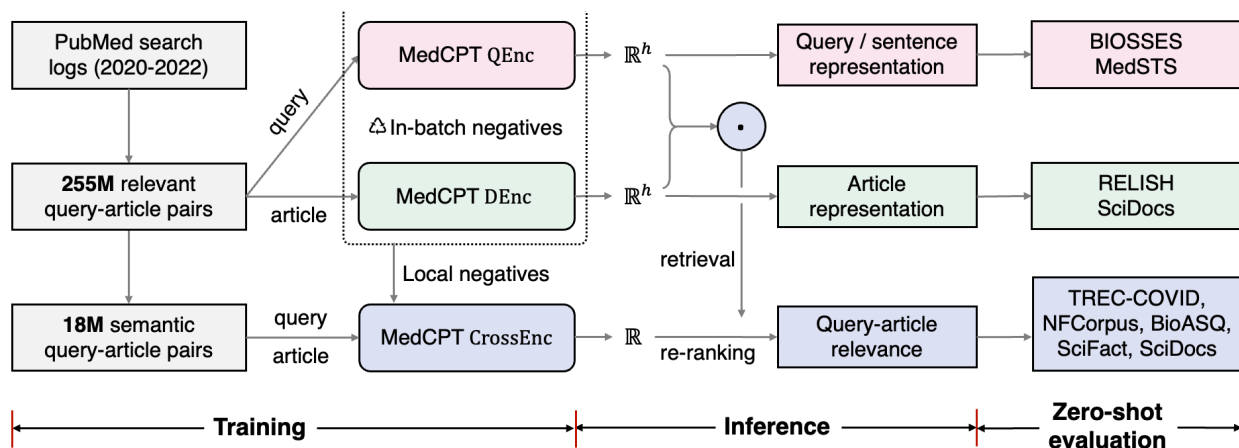 PubMed search
logs (2020-2022)
255M relevant
query-article pairs
18M semantic
query-article pairs
query
article
query
article
MedCPT QEnc
♺ In-batch negatives
MedCPT DEnc
Local negatives
MedCPT CrossEnc
ℝʰ
ℝʰ
ℝ
·
retrieval
re-ranking
Query / sentence
representation
Article
representation
Query-article
relevance
BIOSSES
MedSTS
RELISH
SciDocs
TREC-COVID,
NFCorpus, BioASQ,
SciFact, SciDocs
Training
Inference
Zero-shot
evaluation